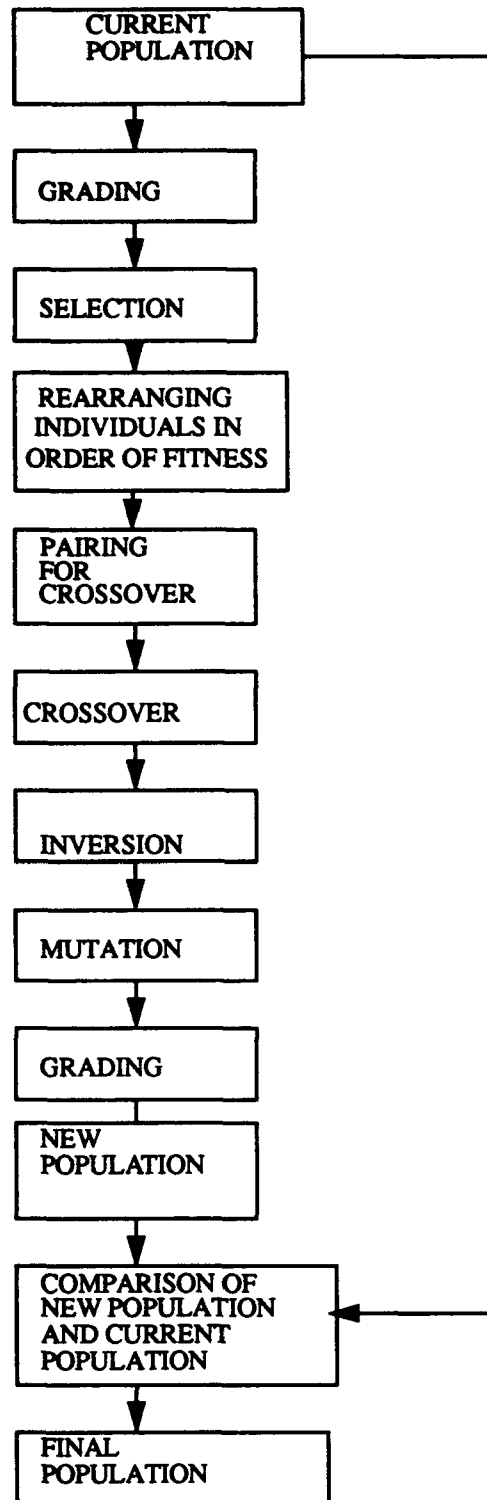 CURRENT
POPULATION
GRADING
SELECTION
REARRANGING
INDIVIDUALS IN
ORDER OF FITNESS
PAIRING
FOR
CROSSOVER
CROSSOVER
INVERSION
MUTATION
GRADING
NEW
POPULATION
COMPARISON OF
NEW POPULATION
AND CURRENT
POPULATION
FINAL
POPULATION